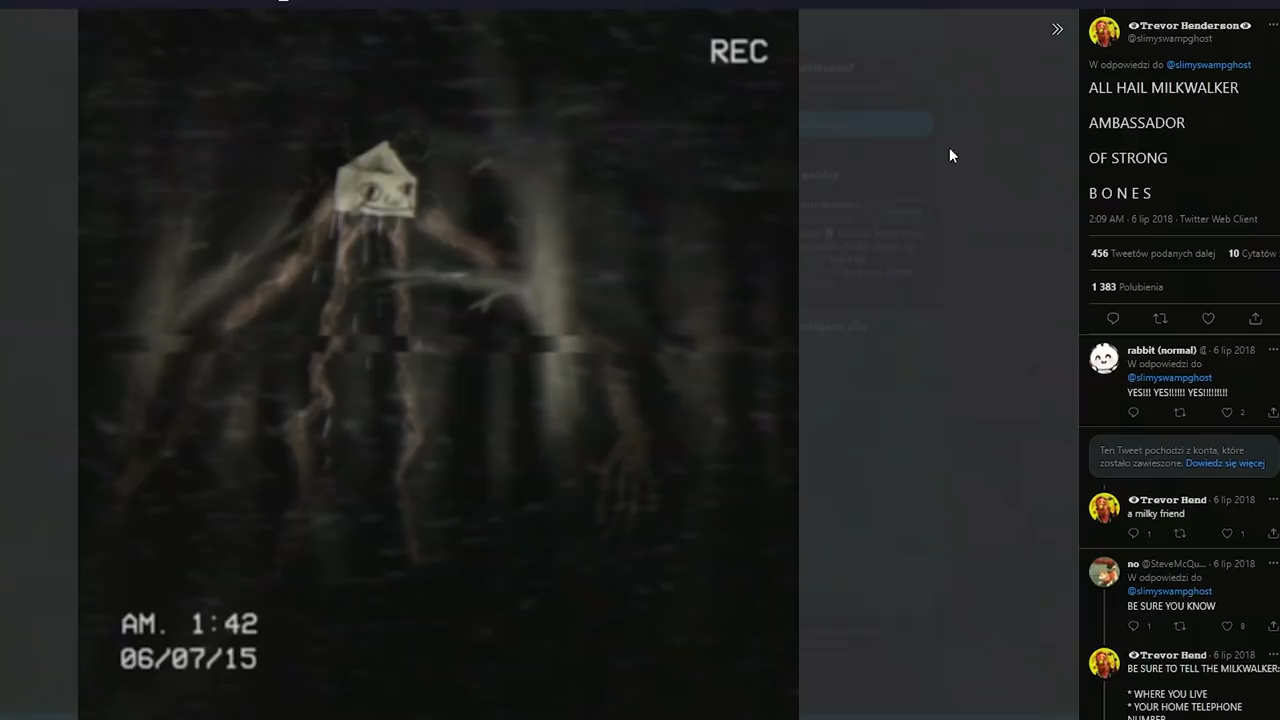 REC
AM. 1:42
06/07/15
Trevor Henderson
@slimyswampghost
W odpowiedzi do @slimyswampghost
ALL HAIL MILKWALKER
AMBASSADOR
OF STRONG
B O N E S
2:09 AM · 6 lip 2018 · Twitter Web Client
456 Tweetów podanych dalej 10 Cytatów
1 383 Polubienia
rabbit (normal) · 6 lip 2018
W odpowiedzi do
@slimyswampghost
YES!!! YES!!!!!! YES!!!!!!!!!
2
Ten Tweet pochodzi z konta, które
zostało zawieszone. Dowiedz się więcej
Trevor Hend · 6 lip 2018
a milky friend
1 1
no @SteveMcQu... · 6 lip 2018
W odpowiedzi do
@slimyswampghost
BE SURE YOU KNOW
1 8
Trevor Hend · 6 lip 2018
BE SURE TO TELL THE MILKWALKER:
* WHERE YOU LIVE
* YOUR HOME TELEPHONE
NUMBER